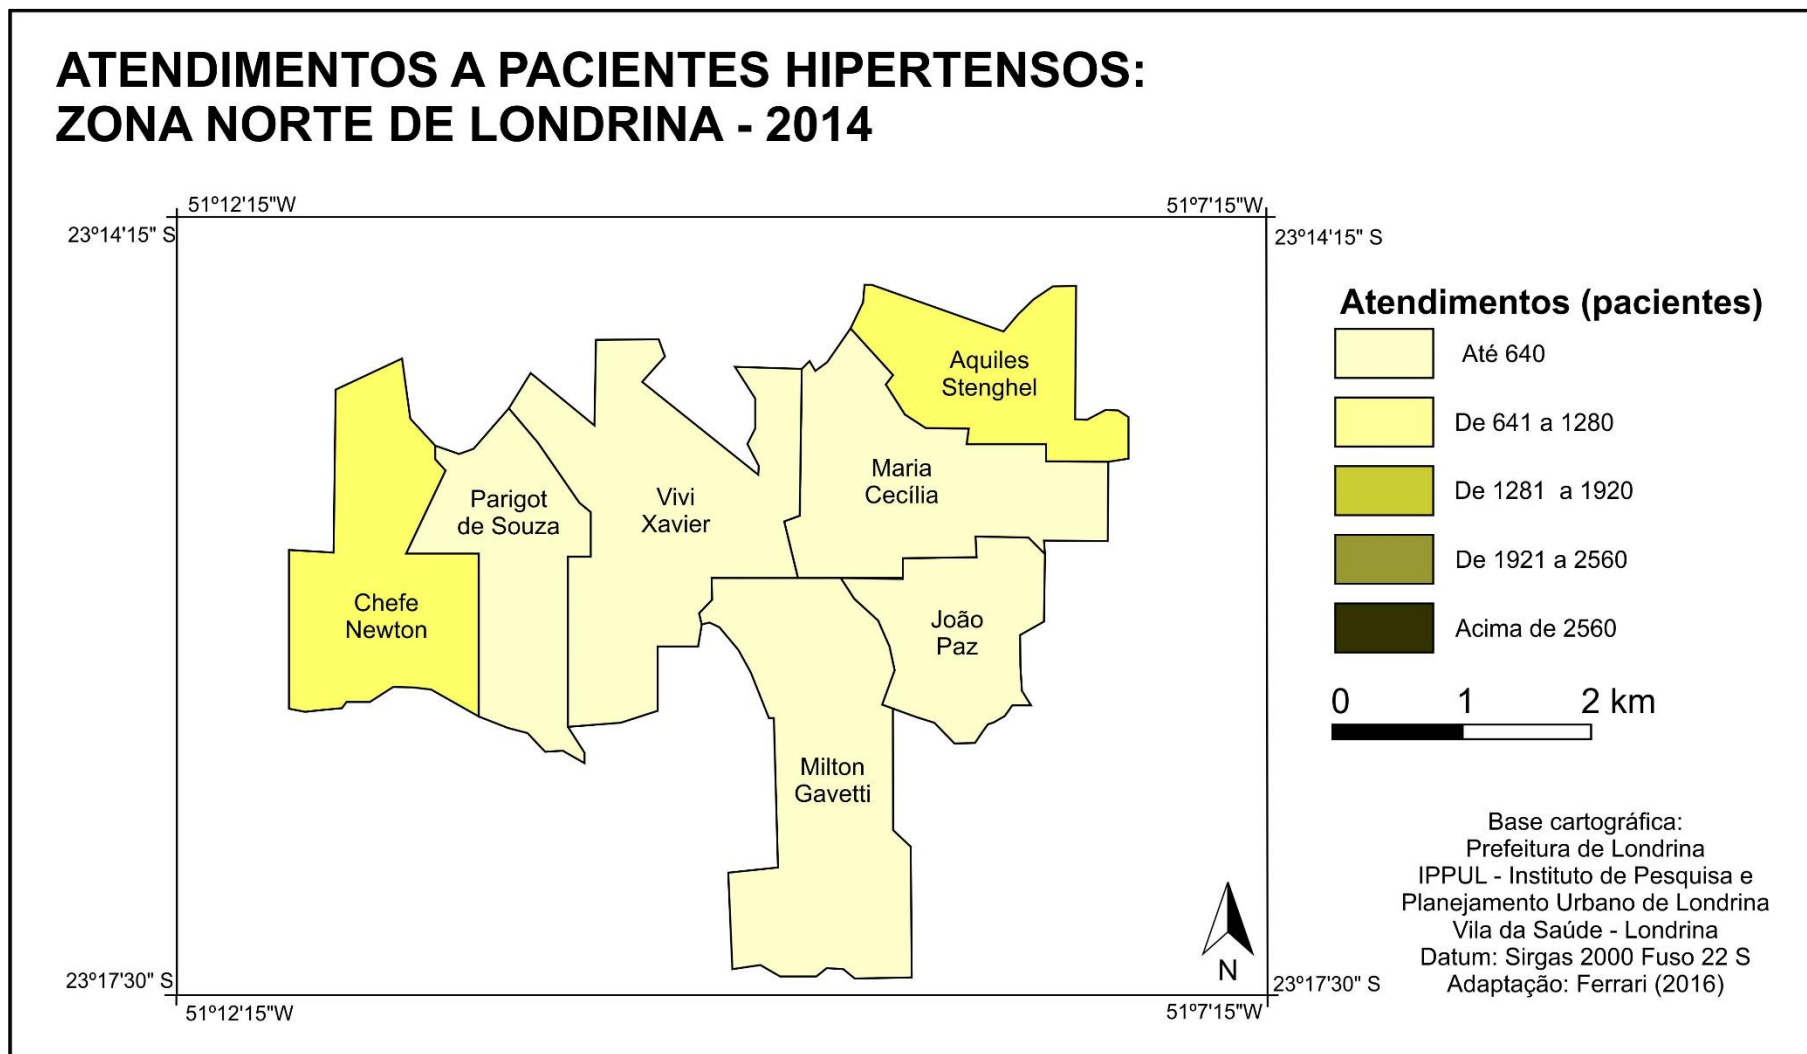 ATENDIMENTOS A PACIENTES HIPERTENSOS:
ZONA NORTE DE LONDRINA - 2014
51º12'15"W
51º7'15"W
23º14'15" S
23º14'15" S
Aquiles
Stenghel
Maria
Cecília
Parigot
de Souza
Vivi
Xavier
Chefe
Newton
João
Paz
Milton
Gavetti
N
23º17'30" S
23º17'30" S
51º12'15"W
51º7'15"W
Atendimentos (pacientes)
Até 640
De 641 a 1280
De 1281  a 1920
De 1921 a 2560
Acima de 2560
0 1 2 km
Base cartográfica:
Prefeitura de Londrina
IPPUL - Instituto de Pesquisa e
Planejamento Urbano de Londrina
Vila da Saúde - Londrina
Datum: Sirgas 2000 Fuso 22 S
Adaptação: Ferrari (2016)